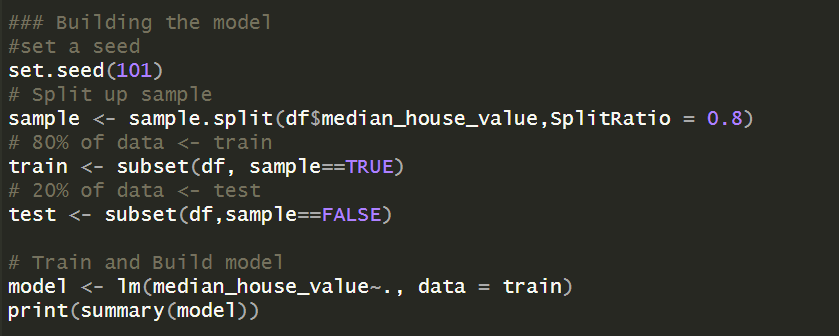 ### Building the model
#set a seed
set.seed(101)
# Split up sample
sample <- sample.split(df$median_house_value,SplitRatio = 0.8)
# 80% of data <- train
train <- subset(df, sample==TRUE)
# 20% of data <- test
test <- subset(df,sample==FALSE)
# Train and Build model
model <- lm(median_house_value~., data = train)
print(summary(model))